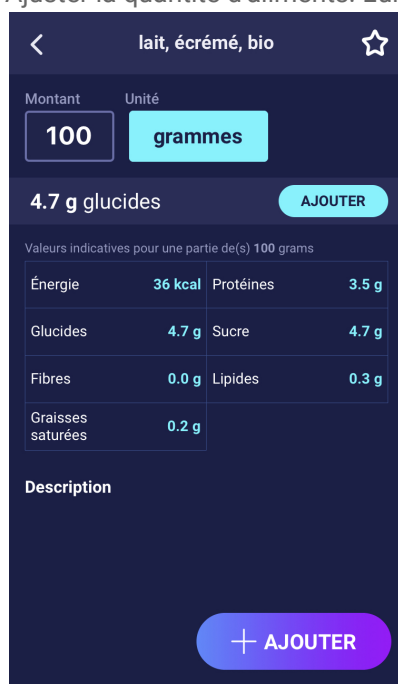 lait, écrémé, bio
Montant Unité
100 grammes
4.7 g glucides AJOUTER
Valeurs indicatives pour une partie de(s) 100 grams
Énergie 36 kcal Protéines 3.5 g
Glucides 4.7 g Sucre 4.7 g
Fibres 0.0 g Lipides 0.3 g
Graisses
saturées 0.2 g
Description
AJOUTER